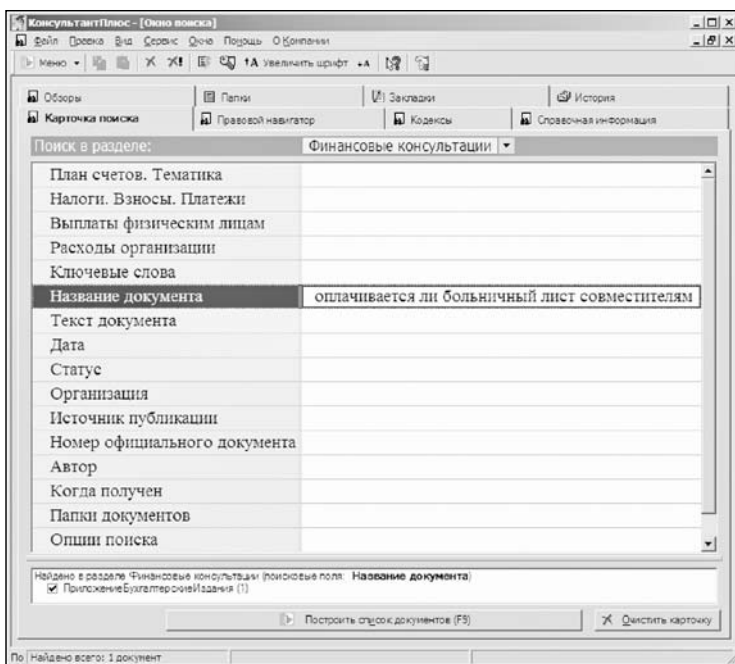 КонсультантПлюс - [Окно поиска]
Файл Правка Вид Сервис Окна Помощь О Компании
Меню Увеличить шрифт
Обзоры Папки Закладки История
Карточка поиска Правовой навигатор Кодексы Справочная информация
Поиск в разделе: Финансовые консультации
План счетов. Тематика
Налоги. Взносы. Платежи
Выплаты физическим лицам
Расходы организации
Ключевые слова
Название документа оплачивается ли больничный лист совместителям
Текст документа
Дата
Статус
Организация
Источник публикации
Номер официального документа
Автор
Когда получен
Папки документов
Опции поиска
Найдено в разделе Финансовые консультации (поисковые поля: Название документа)
ПриложениеБухгалтерскиеИздания (1)
Построить список документов (F9) Очистить карточку
По Найдено всего: 1 документ